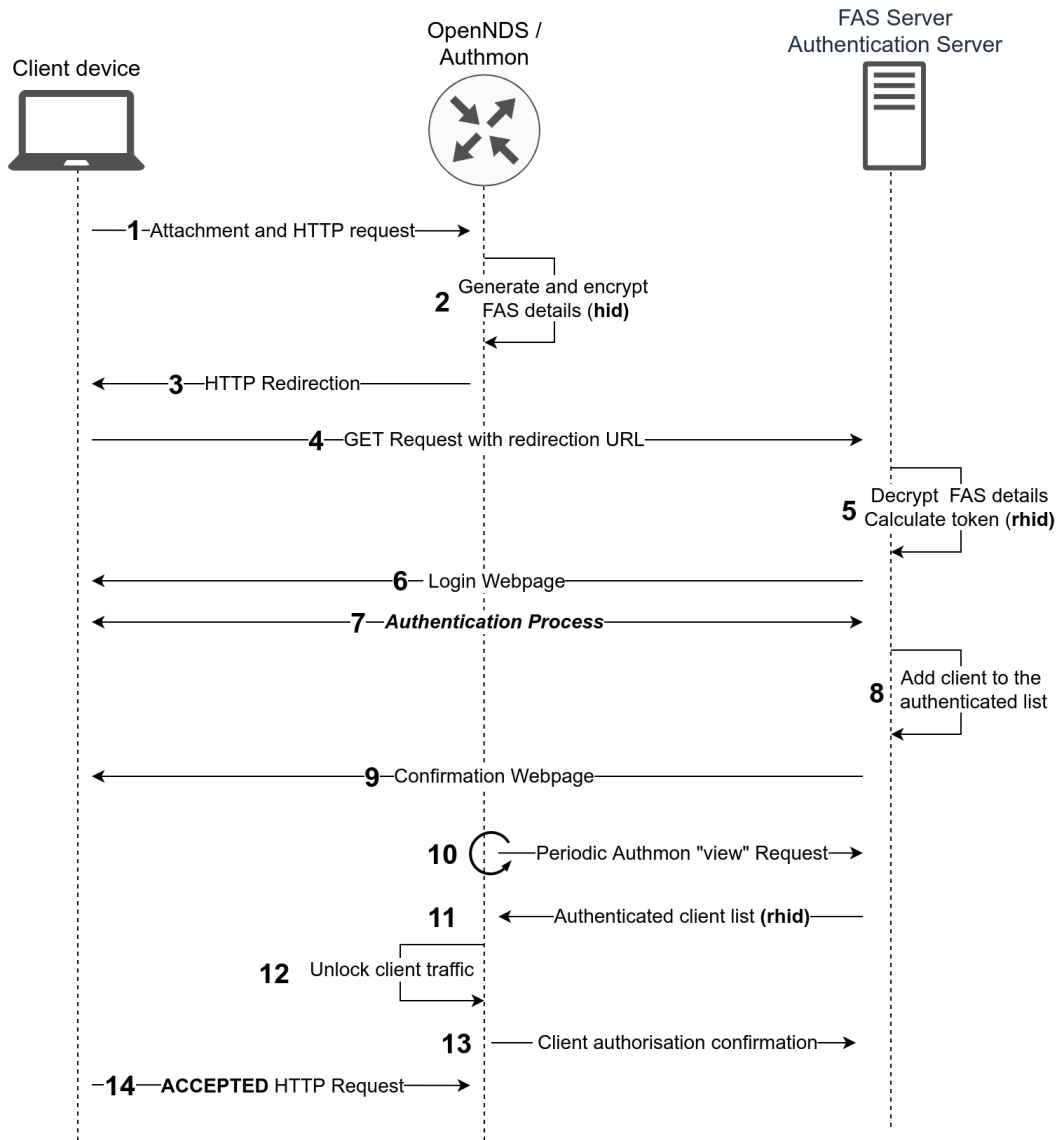 FAS Server
Authentication Server
OpenNDS /
Authmon
Client device
1 Attachment and HTTP request
2 Generate and encrypt
FAS details (hid)
3 HTTP Redirection
4 GET Request with redirection URL
5 Decrypt FAS details
Calculate token (rhid)
6 Login Webpage
7 Authentication Process
8 Add client to the
authenticated list
9 Confirmation Webpage
10 Periodic Authmon "view" Request
11 Authenticated client list (rhid)
12 Unlock client traffic
13 Client authorisation confirmation
14 ACCEPTED HTTP Request